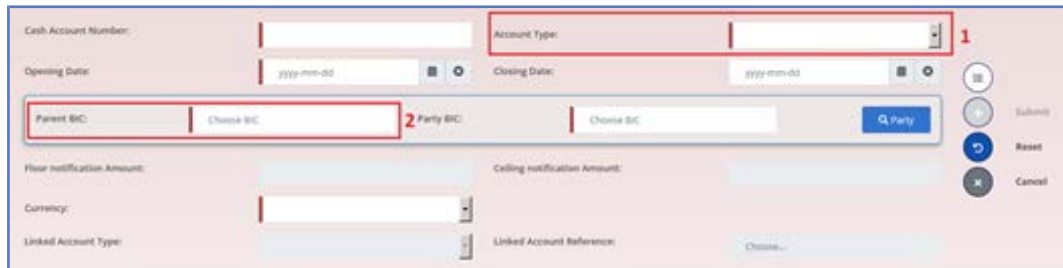 Cash Account Number: Account Type: 1
Opening Date: yyyy-mm-dd Closing Date: yyyy-mm-dd
Parent BIC: Choose BIC 2 Party BIC: Choose BIC Party
Submit
Reset
Floor notification Amount: Ceiling notification Amount:
Cancel
Currency:
Linked Account Type: Linked Account Reference: Choose...